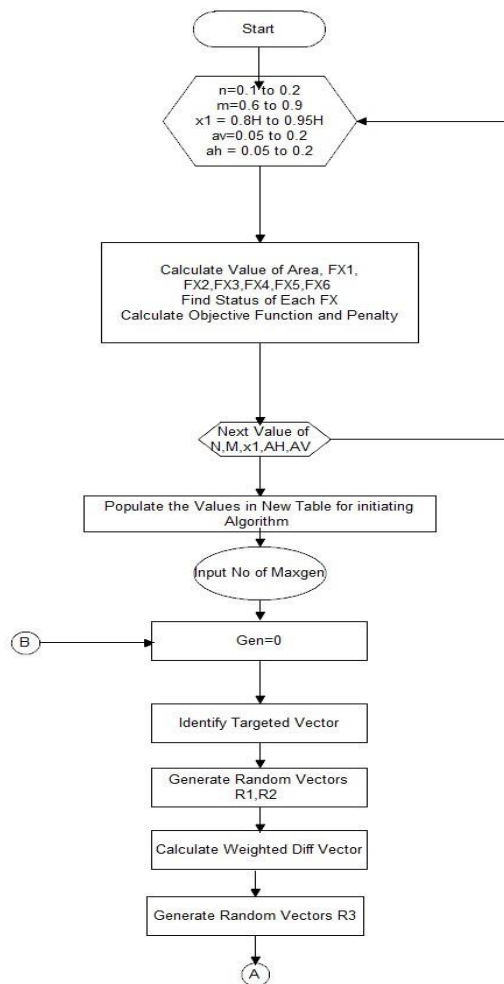 Start
n=0.1 to 0.2
m=0.6 to 0.9
x1 = 0.8H to 0.95H
av=0.05 to 0.2
ah = 0.05 to 0.2
Calculate Value of Area, FX1,
FX2,FX3,FX4,FX5,FX6
Find Status of Each FX
Calculate Objective Function and Penalty
Next Value of
N,M,x1,AH,AV
Populate the Values in New Table for initiating
Algorithm
Input No of Maxgen
B
Gen=0
Identify Targeted Vector
Generate Random Vectors
R1,R2
Calculate Weighted Diff Vector
Generate Random Vectors R3
A